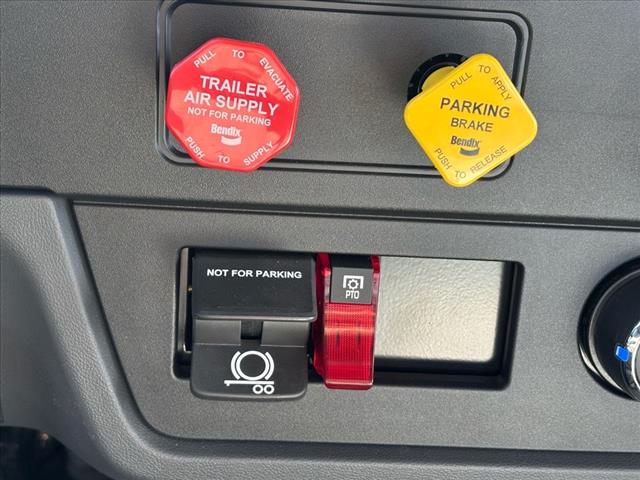 PULL TO EVACUATE
TRAILER
AIR SUPPLY
NOT FOR PARKING
Bendix
PUSH TO SUPPLY
PULL TO APPLY
PARKING
BRAKE
Bendix
PUSH TO RELEASE
NOT FOR PARKING
PTO